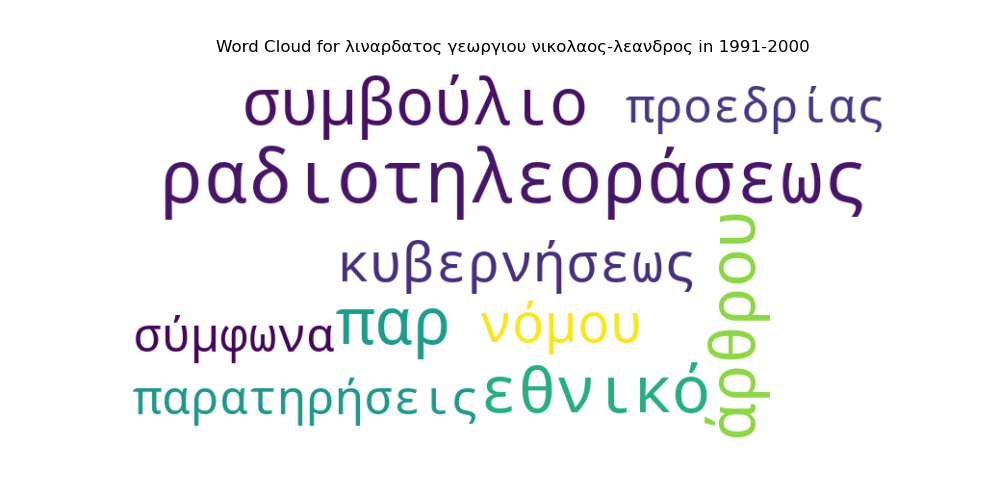 Word Cloud for λιναρδατος γεωργιου νικολαος-λεανδρος in 1991-2000
συμβούλιο προεδρίας
ραδιοτηλεοράσεως
κυβερνήσεως
άρθρου
σύμφωνα παρ νόμου
παρατηρήσεις εθνικό